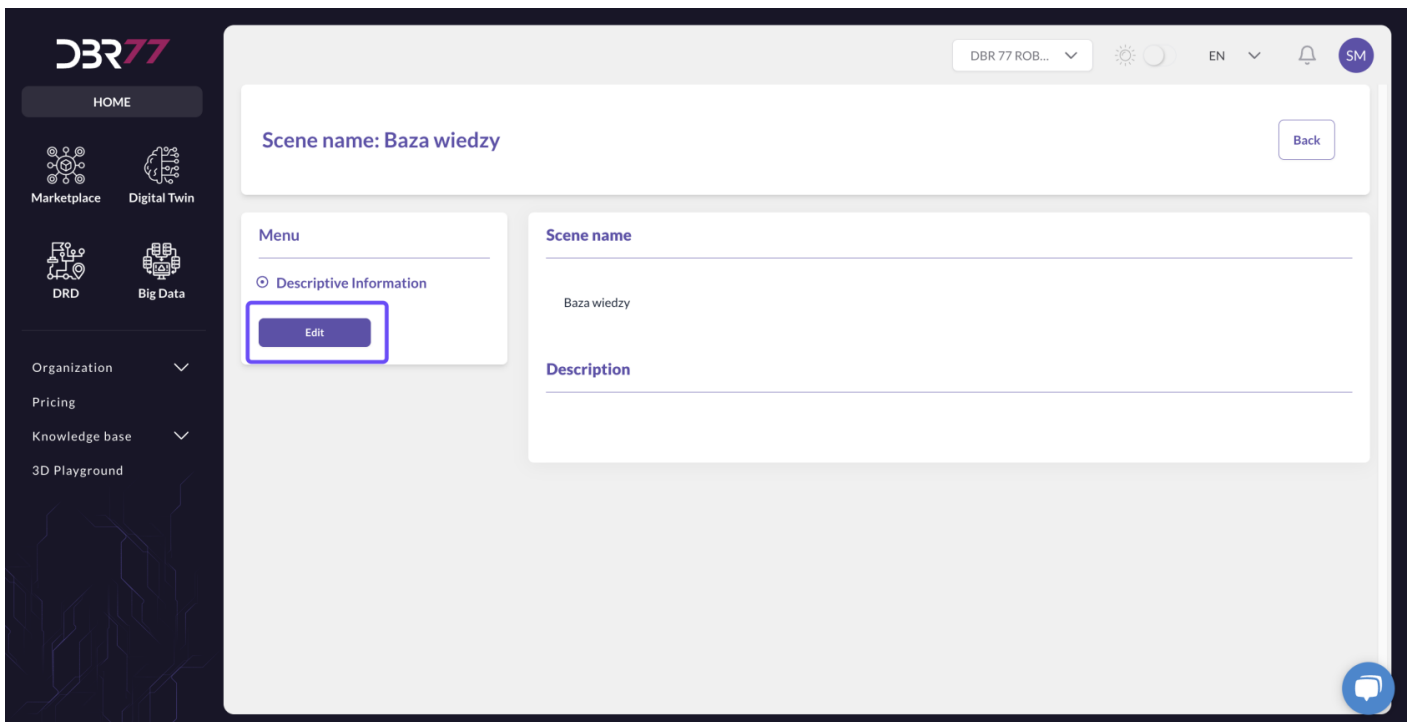 DBR77
HOME
Marketplace
Digital Twin
DRD
Big Data
Organization
Pricing
Knowledge base
3D Playground
DBR 77 ROB...
EN
SM
Scene name: Baza wiedzy
Back
Menu
Descriptive Information
Edit
Scene name
Baza wiedzy
Description